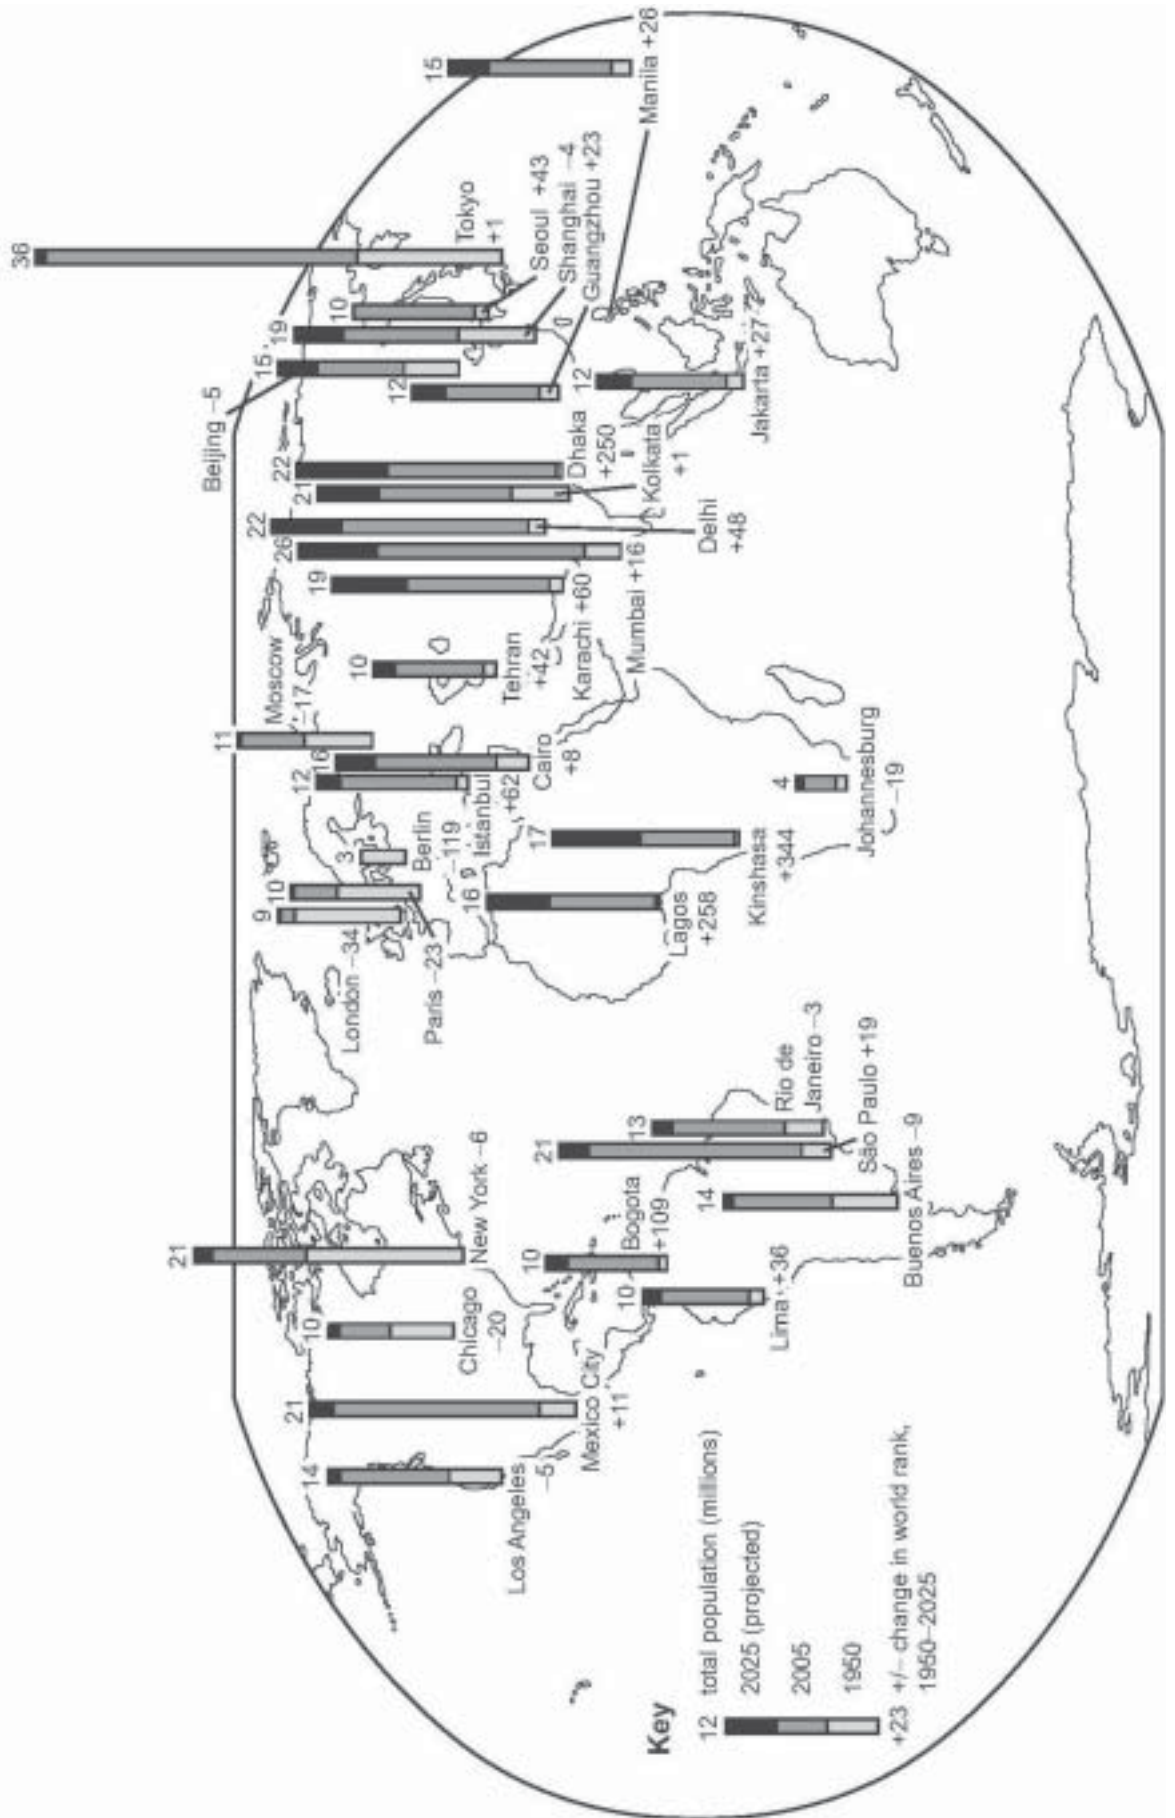 36
Tokyo
+1
10
Seoul +43
19
Shanghai –4
15
Beijing –5
12
Guangzhou +23
15
Manila +26
12
Jakarta +27
22
Dhaka
+250
21
Kolkata
+1
22
Delhi
+48
26
Mumbai +16
19
Karachi +60
10
Tehran
+42
11
Moscow
–17
16
Cairo
+8
12
Istanbul
+62
3
Berlin
–119
10
Paris –23
9
London –34
16
Lagos
+258
17
Kinshasa
+344
4
Johannesburg
–19
21
New York –6
10
Chicago
–20
14
Los Angeles
–5
21
Mexico City
+11
10
Bogota
+109
10
Lima +36
13
Rio de
Janeiro –3
21
São Paulo +19
14
Buenos Aires –9
Key
12 total population (millions)
2025 (projected)
2005
1950
+23 +/– change in world rank,
1950–2025